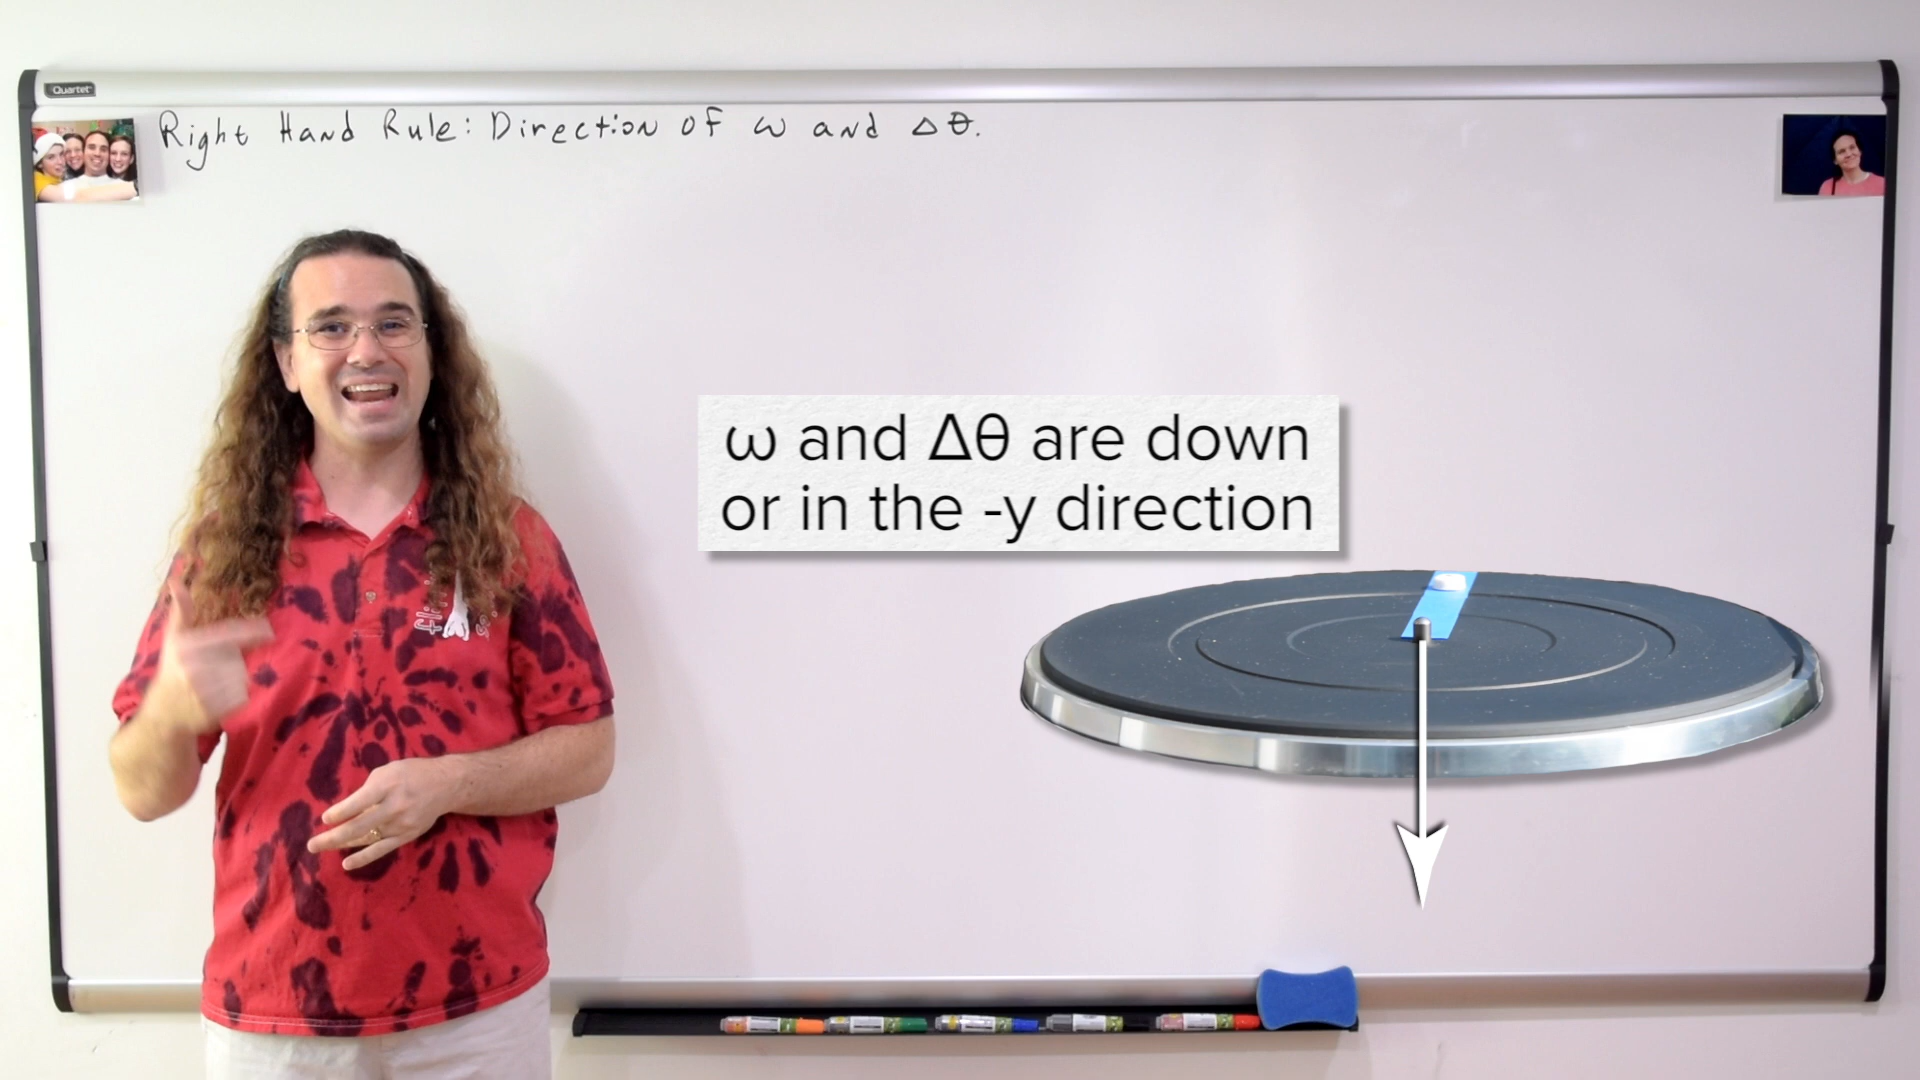 Quartet
Right Hand Rule: Direction of ω and Δθ.
ω and Δθ are down
or in the -y direction